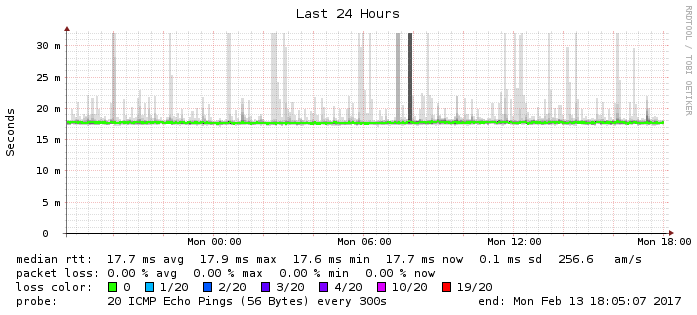 Last 24 Hours
RRDTOOL / TOBI OETIKER
Seconds
30 m
25 m
20 m
15 m
10 m
5 m
0
Mon 00:00 Mon 06:00 Mon 12:00 Mon 18:00
median rtt: 17.7 ms avg 17.9 ms max 17.6 ms min 17.7 ms now 0.1 ms sd 256.6 am/s
packet loss: 0.00 % avg 0.00 % max 0.00 % min 0.00 % now
loss color: 0 1/20 2/20 3/20 4/20 10/20 19/20
probe: 20 ICMP Echo Pings (56 Bytes) every 300s end: Mon Feb 13 18:05:07 2017